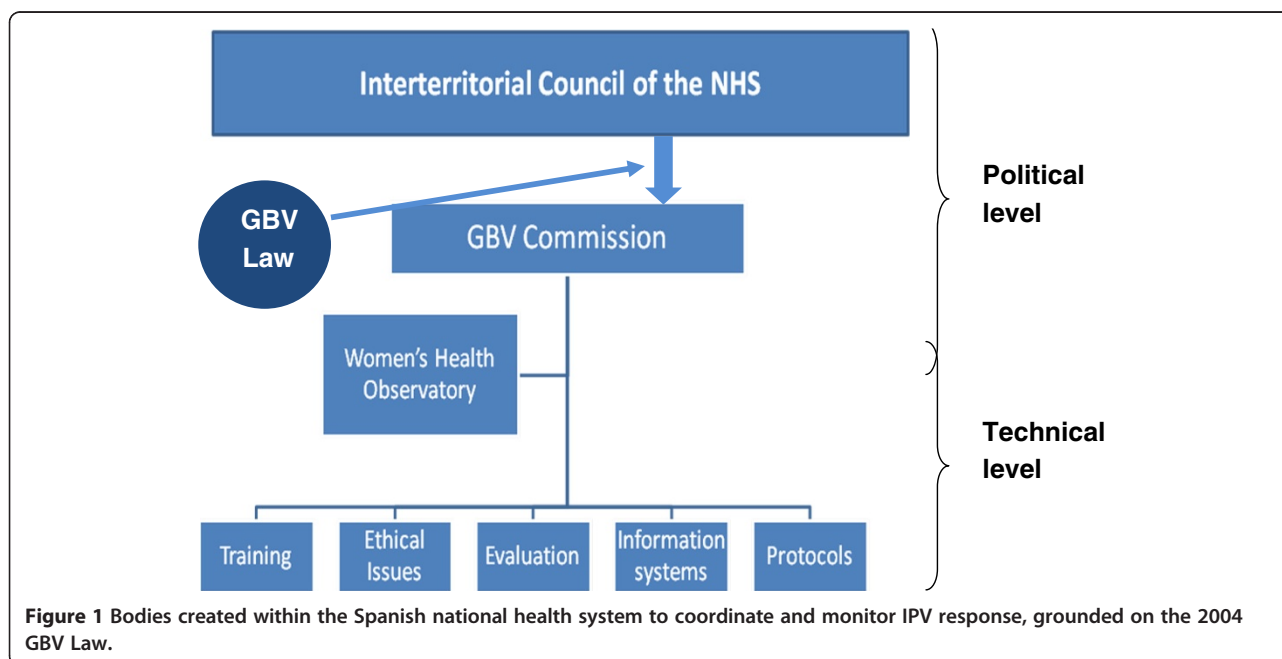 Interterritorial Council of the NHS
Political
level
GBV
Law
GBV Commission
Women's Health
Observatory
Technical
level
Training
Ethical
Issues
Evaluation
Information
systems
Protocols
Figure 1 Bodies created within the Spanish national health system to coordinate and monitor IPV response, grounded on the 2004
GBV Law.